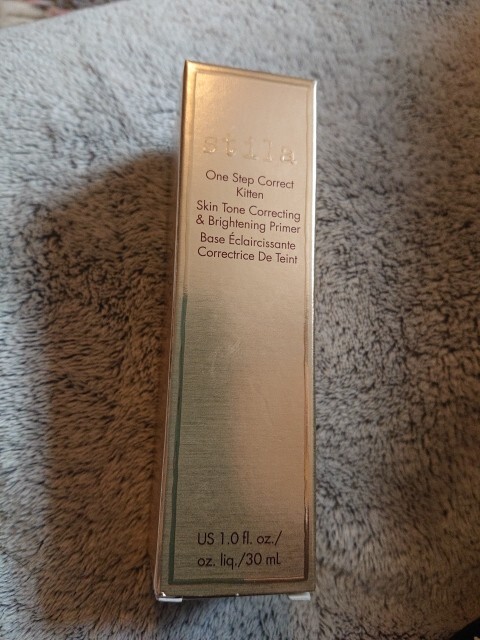 stila
One Step Correct
Kitten
Skin Tone Correcting
& Brightening Primer
Base Éclaircissante
Correctrice De Teint
US 1.0 fl. oz./
oz. liq./30 mL